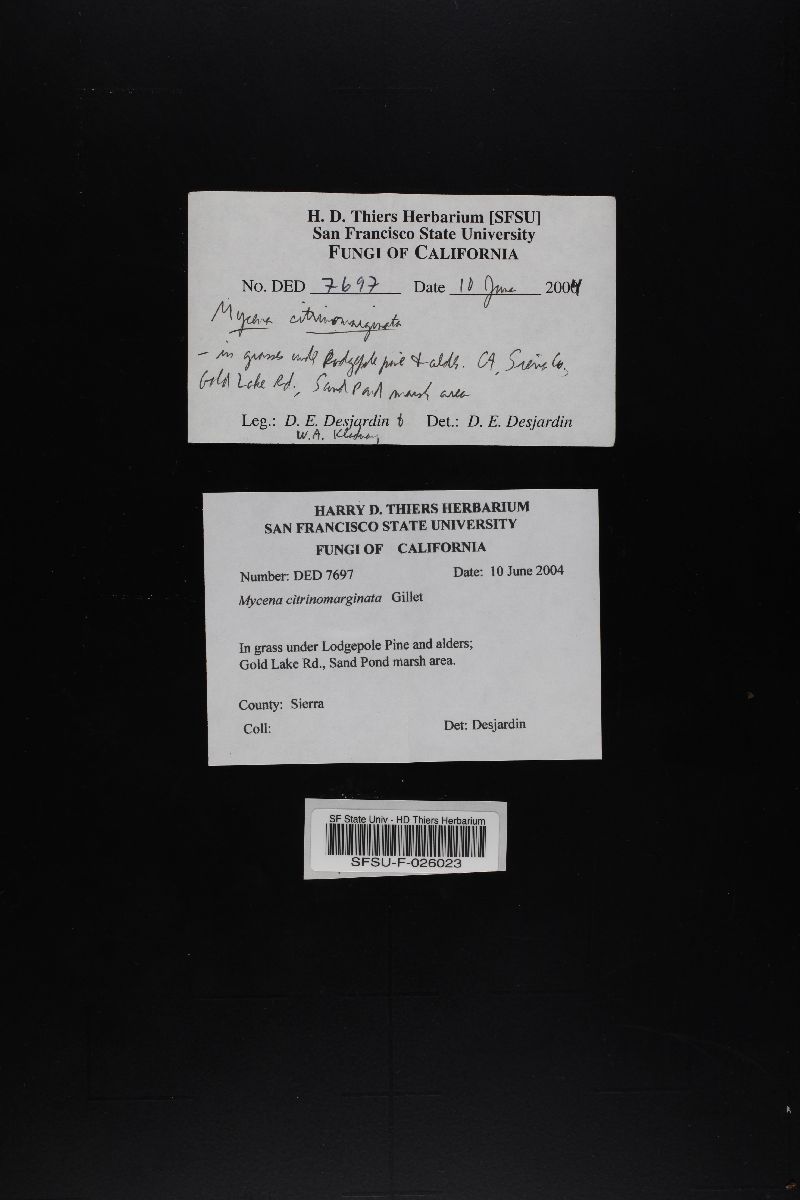 H. D. Thiers Herbarium [SFSU]
San Francisco State University
FUNGI OF CALIFORNIA
No. DED 7697 Date 10 June 2004
Mycena citrinomarginata
- in grasses under lodgepole pine & alder. CA, Sierra Co.,
Gold Lake Rd., Sand Pond marsh area
Leg.: D. E. Desjardin & Det.: D. E. Desjardin
W.A.
HARRY D. THIERS HERBARIUM
SAN FRANCISCO STATE UNIVERSITY
FUNGI OF CALIFORNIA
Number: DED 7697 Date: 10 June 2004
Mycena citrinomarginata Gillet
In grass under Lodgepole Pine and alders;
Gold Lake Rd., Sand Pond marsh area.
County: Sierra
Coll: Det: Desjardin
SF State Univ - HD Thiers Herbarium
SFSU-F-026023